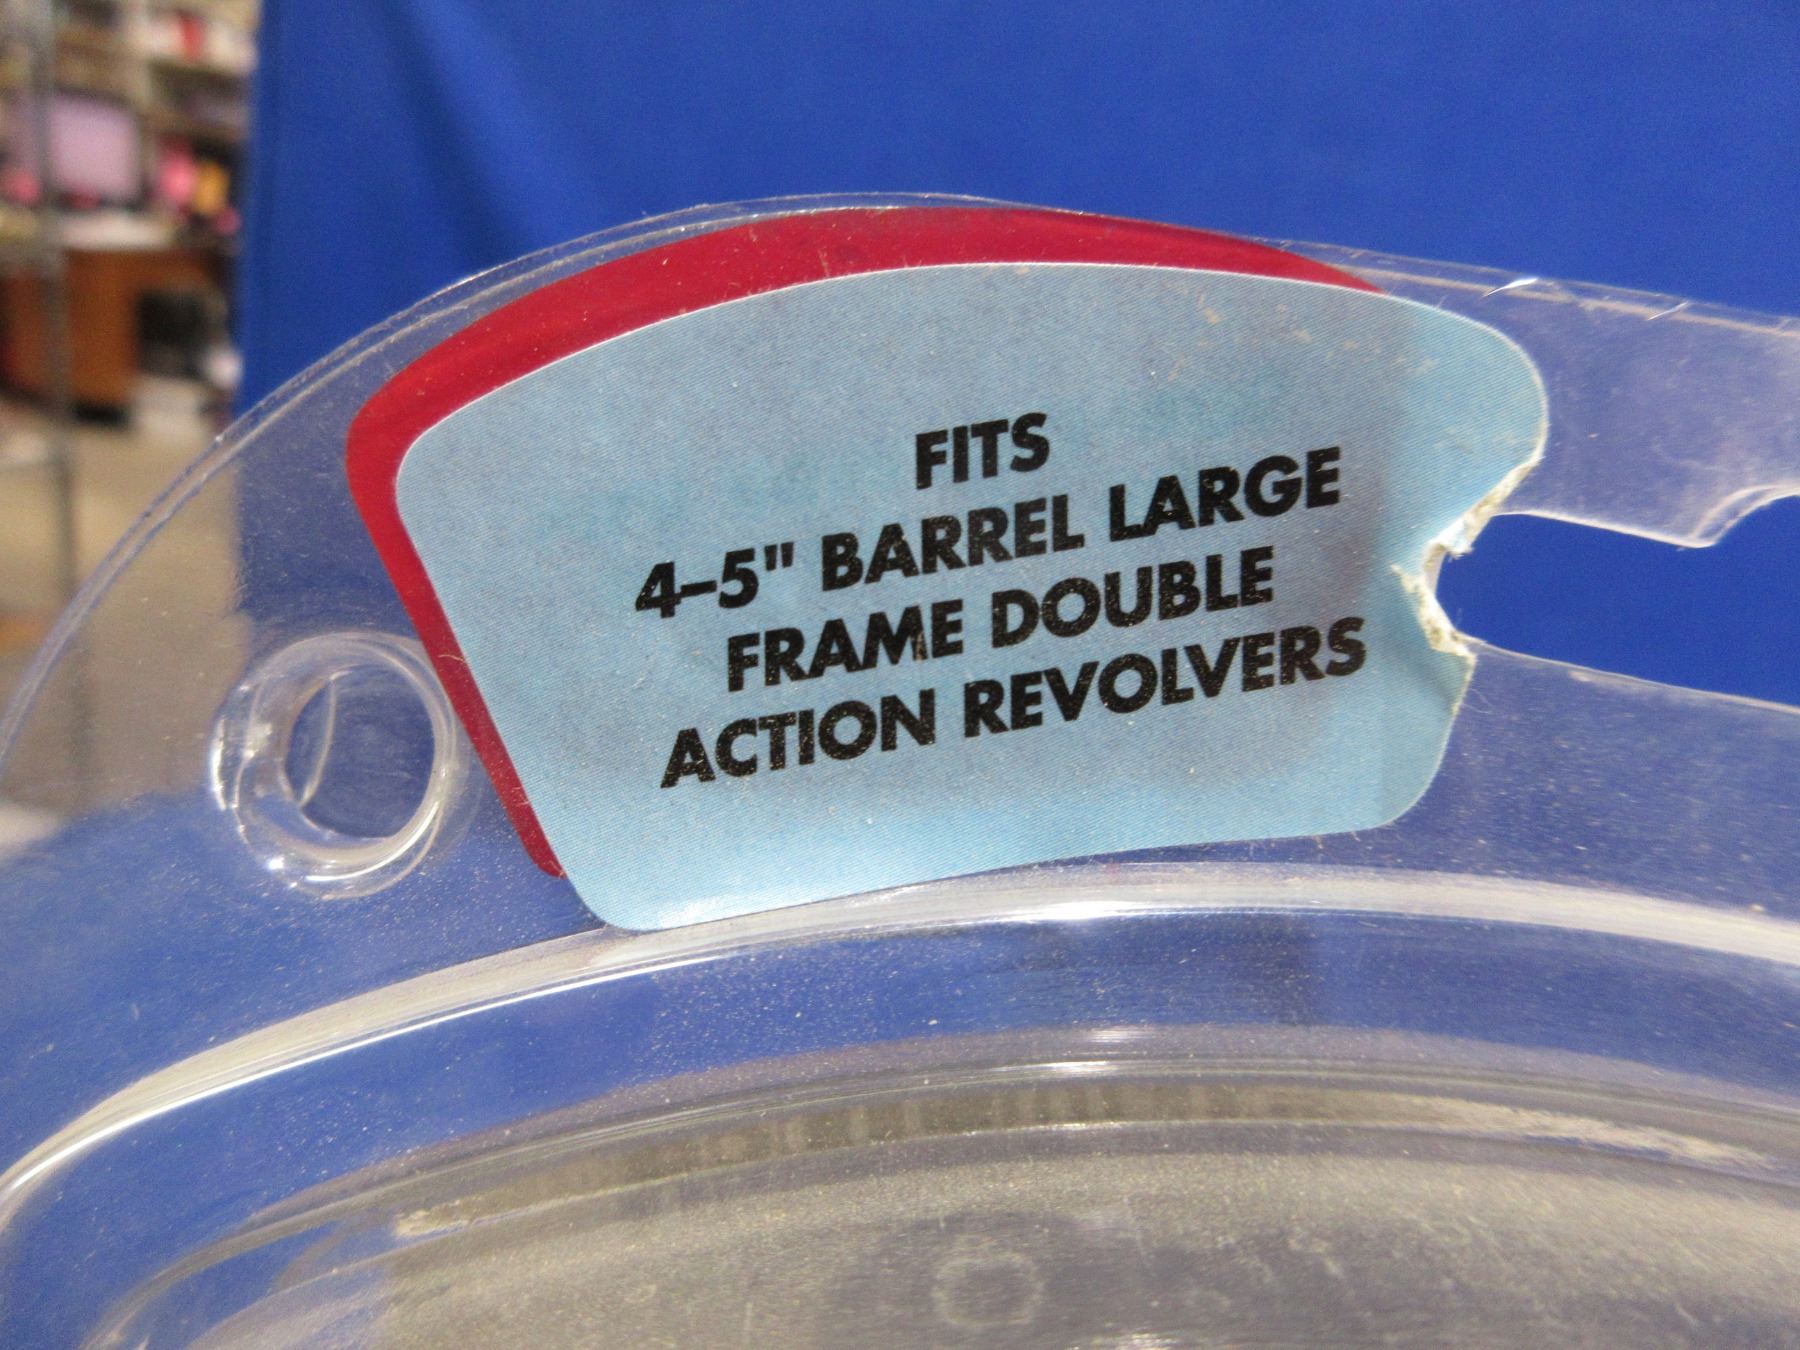 FITS
4–5" BARREL LARGE
FRAME DOUBLE
ACTION REVOLVERS